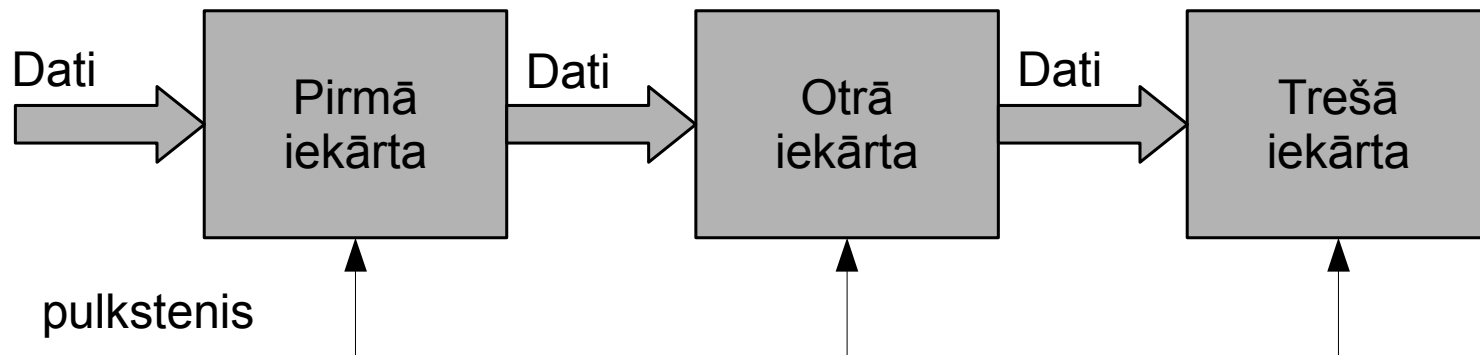 Dati
Pirmā
iekārta
Dati
Otrā
iekārta
Dati
Trešā
iekārta
pulkstenis